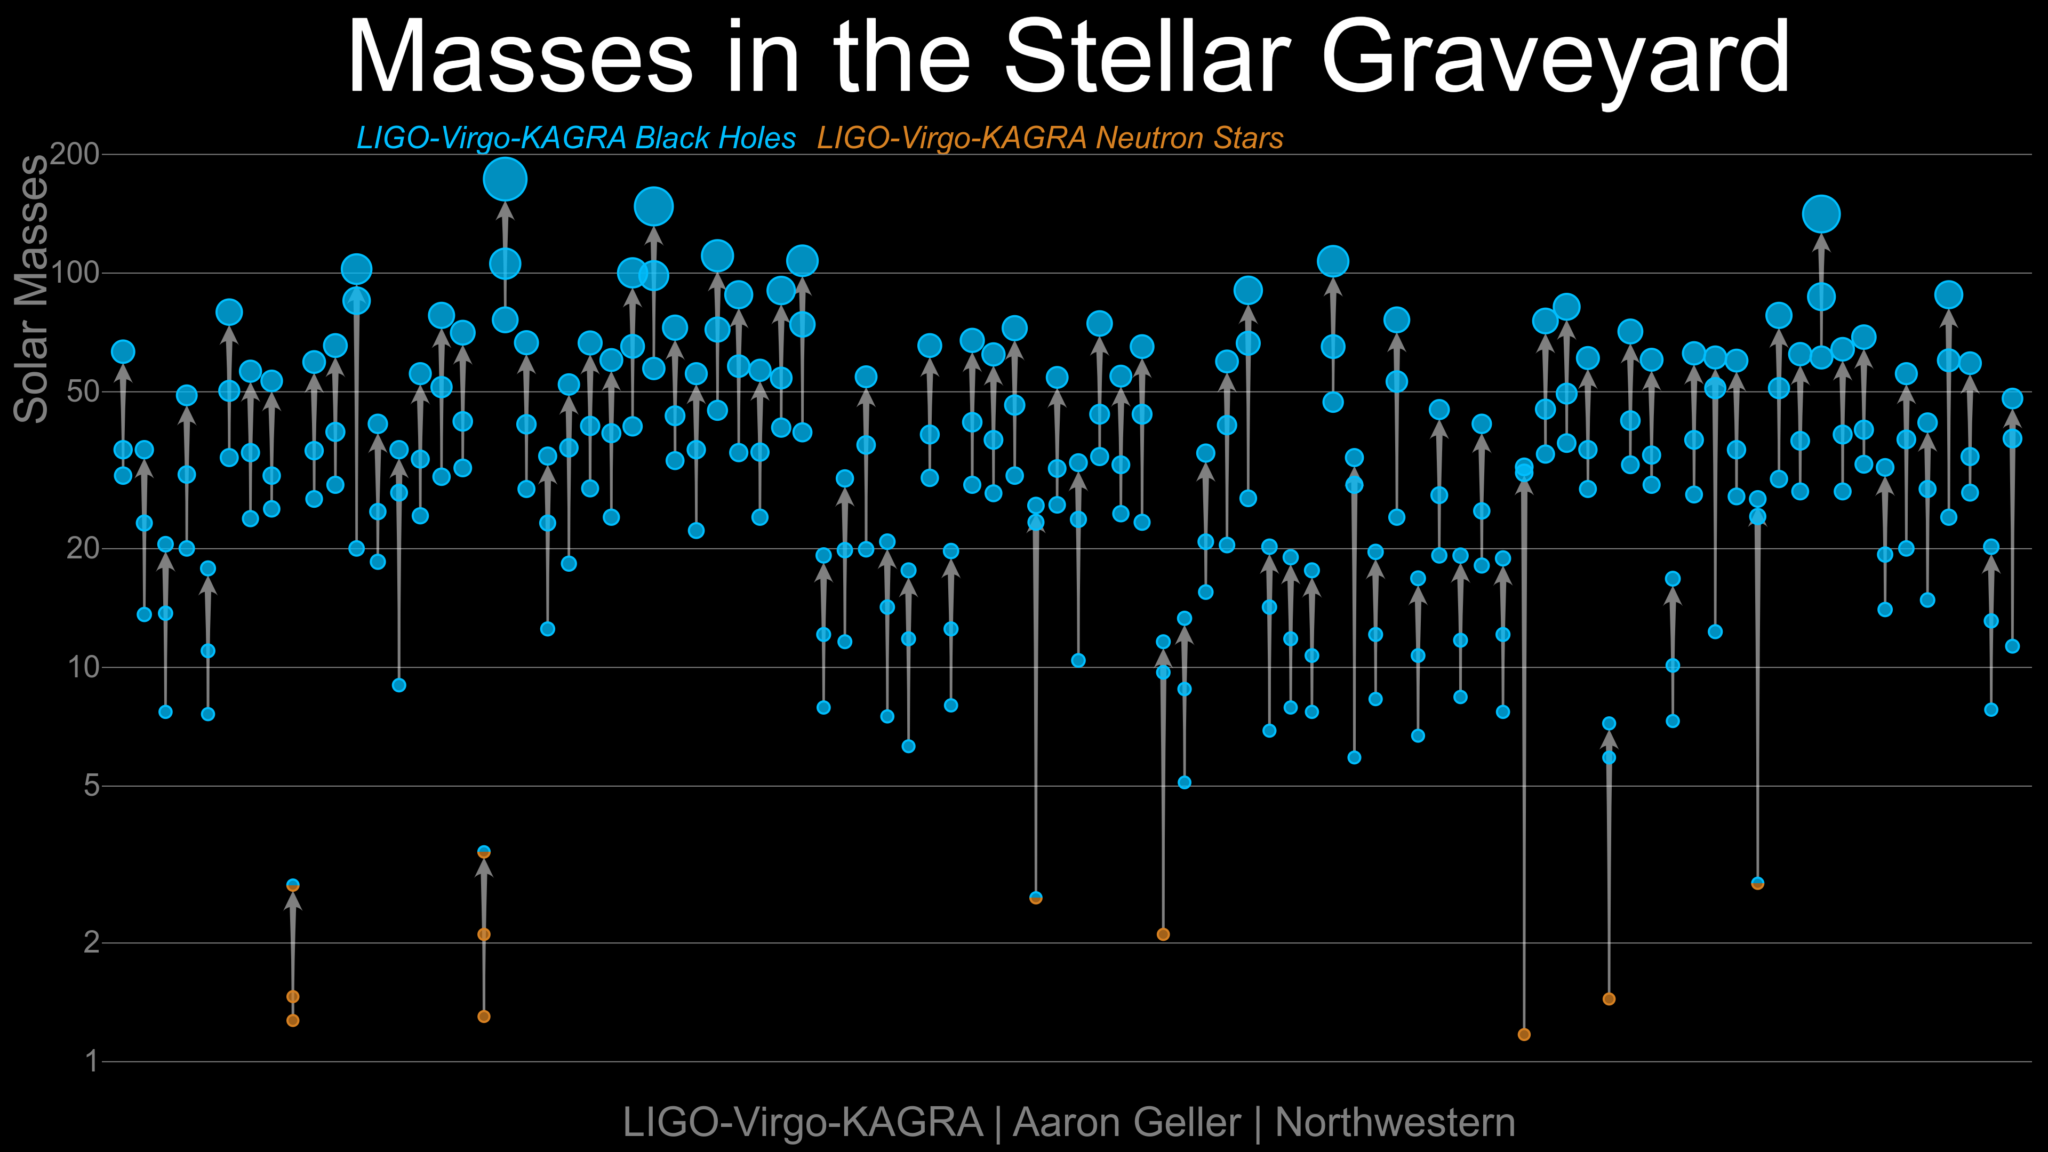 Masses in the Stellar Graveyard
LIGO-Virgo-KAGRA Black Holes LIGO-Virgo-KAGRA Neutron Stars
Solar Masses
200
100
50
20
10
5
2
1
LIGO-Virgo-KAGRA | Aaron Geller | Northwestern